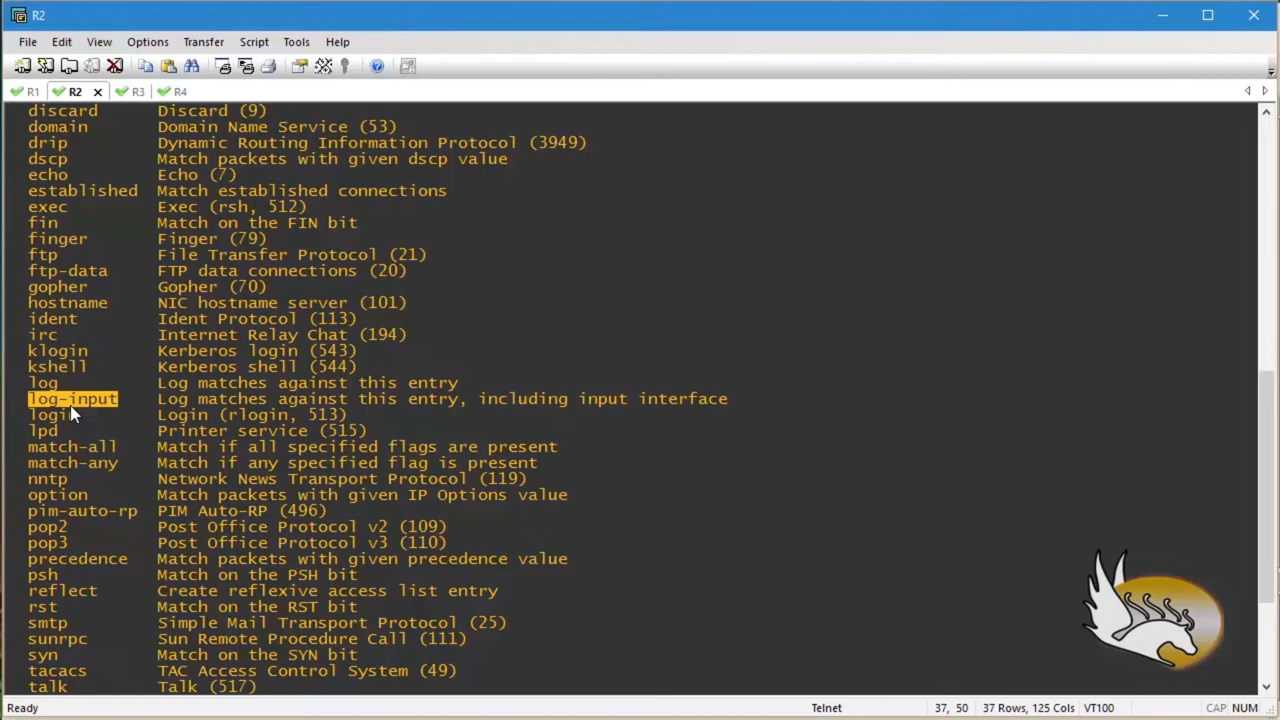 R2
File Edit View Options Transfer Script Tools Help
R1 R2 R3 R4
discard Discard (9)
domain Domain Name Service (53)
drip Dynamic Routing Information Protocol (3949)
dscp Match packets with given dscp value
echo Echo (7)
established Match established connections
exec Exec (rsh, 512)
fin Match on the FIN bit
finger Finger (79)
ftp File Transfer Protocol (21)
ftp-data FTP data connections (20)
gopher Gopher (70)
hostname NIC hostname server (101)
ident Ident Protocol (113)
irc Internet Relay Chat (194)
klogin Kerberos login (543)
kshell Kerberos shell (544)
log Log matches against this entry
log-input Log matches against this entry, including input interface
login Login (rlogin, 513)
lpd Printer service (515)
match-all Match if all specified flags are present
match-any Match if any specified flag is present
nntp Network News Transport Protocol (119)
option Match packets with given IP Options value
pim-auto-rp PIM Auto-RP (496)
pop2 Post Office Protocol v2 (109)
pop3 Post Office Protocol v3 (110)
precedence Match packets with given precedence value
psh Match on the PSH bit
reflect Create reflexive access list entry
rst Match on the RST bit
smtp Simple Mail Transport Protocol (25)
sunrpc Sun Remote Procedure Call (111)
syn Match on the SYN bit
tacacs TAC Access Control System (49)
talk Talk (517)
Ready Telnet 37, 50 37 Rows, 125 Cols VT100 CAP NUM